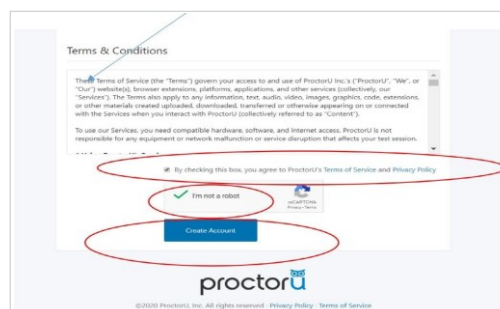 Terms & Conditions
These Terms of Service (the "Terms") govern your access to and use of ProctorU Inc.'s ("ProctorU", "We", or
"Our") website(s), browser extensions, platforms, applications, and other services (collectively, our
"Services"). The Terms also apply to any information, text, audio, video, images, graphics, code, extensions,
or other materials created uploaded, downloaded, transferred or otherwise appearing on or connected
with the Services when you interact with ProctorU (collectively referred to as "Content").
To use our Services, you need compatible hardware, software, and internet access. ProctorU is not
responsible for any equipment or network malfunction or service disruption that affects your test session.
By checking this box, you agree to ProctorU's Terms of Service and Privacy Policy
I'm not a robot
reCAPTCHA
Privacy - Terms
Create Account
proctorü
©2020 ProctorU, Inc. All rights reserved · Privacy Policy · Terms of Service